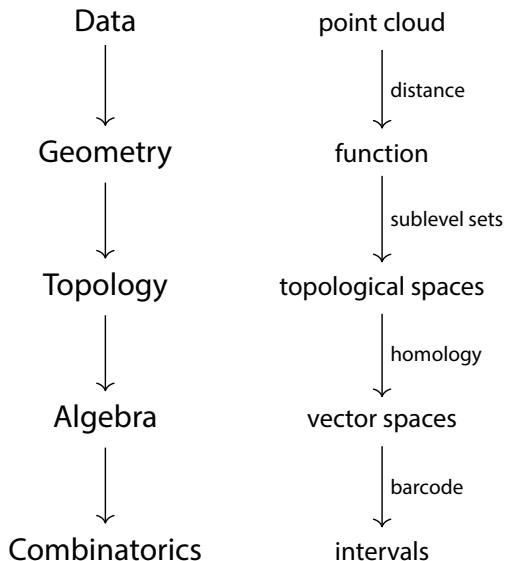 Data
point cloud
distance
Geometry
function
sublevel sets
Topology
topological spaces
homology
Algebra
vector spaces
barcode
Combinatorics
intervals